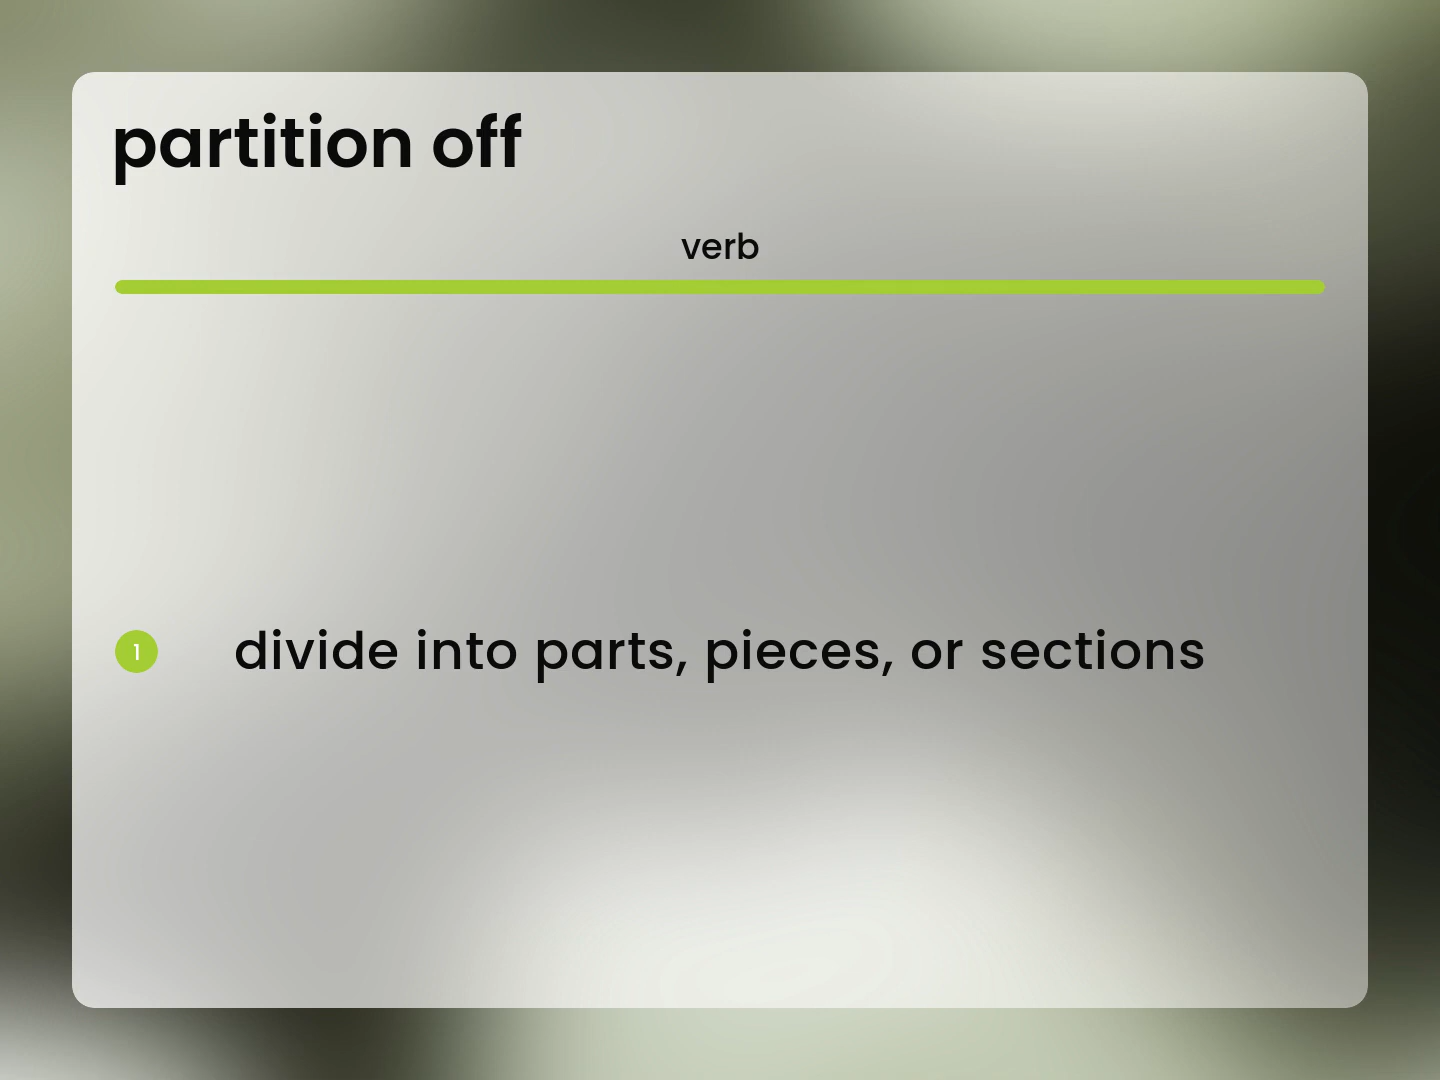 partition off
verb
1 divide into parts, pieces, or sections